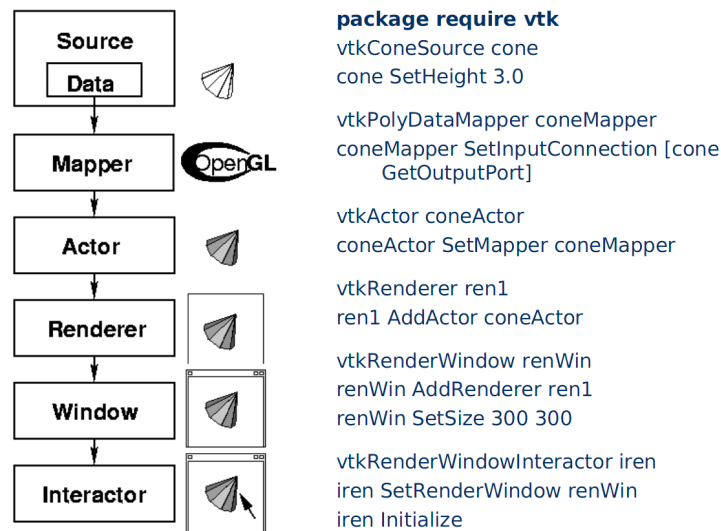 Source
Data
Mapper
OpenGL
Actor
Renderer
Window
Interactor
package require vtk
vtkConeSource cone
cone SetHeight 3.0
vtkPolyDataMapper coneMapper
coneMapper SetInputConnection [cone
GetOutputPort]
vtkActor coneActor
coneActor SetMapper coneMapper
vtkRenderer ren1
ren1 AddActor coneActor
vtkRenderWindow renWin
renWin AddRenderer ren1
renWin SetSize 300 300
vtkRenderWindowInteractor iren
iren SetRenderWindow renWin
iren Initialize